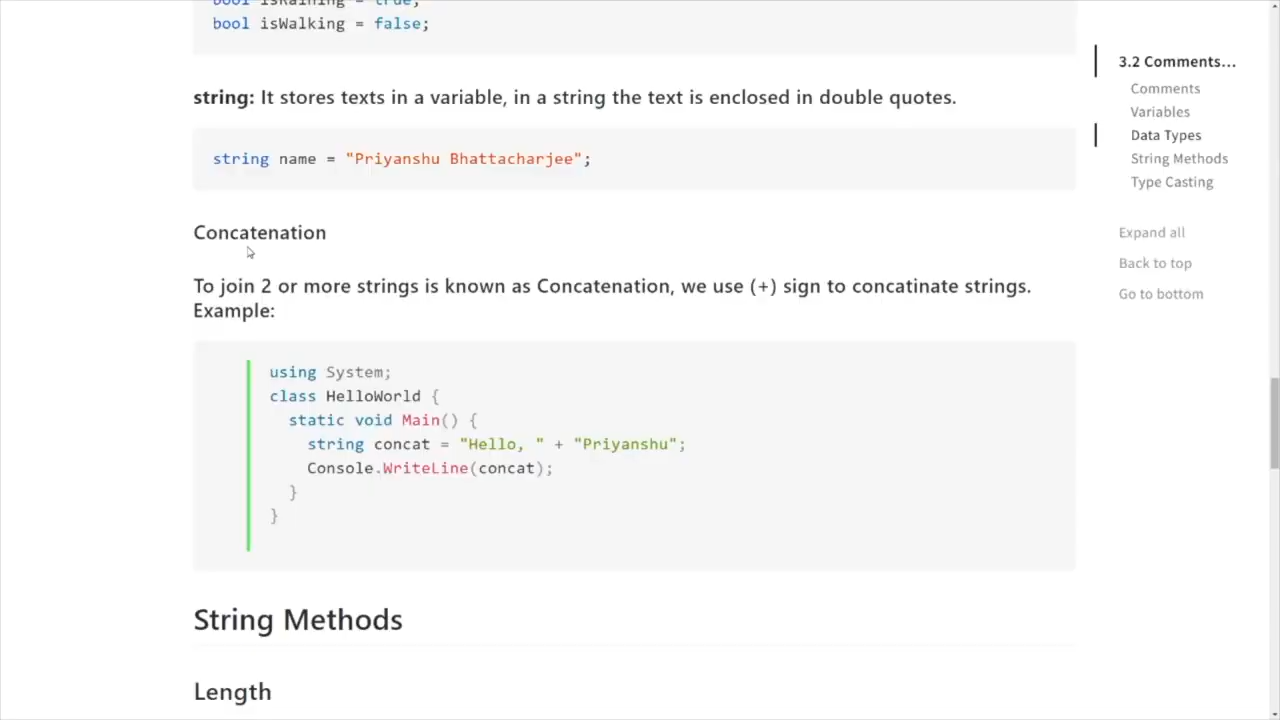 bool isRaining = true;
bool isWalking = false;
string: It stores texts in a variable, in a string the text is enclosed in double quotes.
string name = "Priyanshu Bhattacharjee";
Concatenation
To join 2 or more strings is known as Concatenation, we use (+) sign to concatinate strings.
Example:
using System;
class HelloWorld {
static void Main() {
string concat = "Hello, " + "Priyanshu";
Console.WriteLine(concat);
}
}
String Methods
Length
3.2 Comments...
Comments
Variables
Data Types
String Methods
Type Casting
Expand all
Back to top
Go to bottom